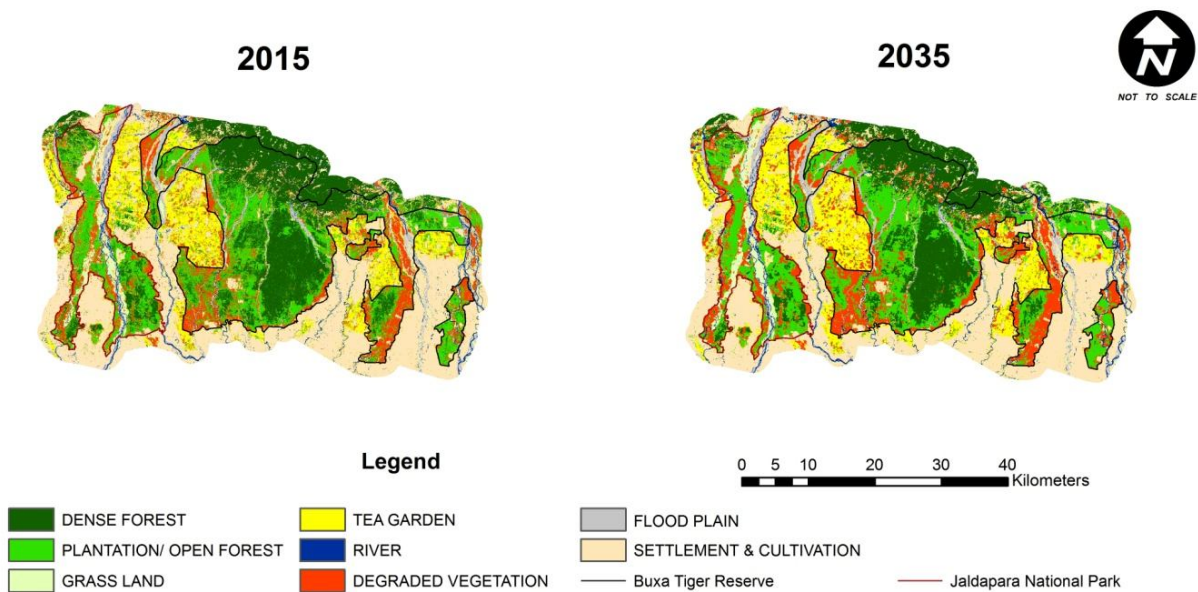 2015
2035
N
NOT TO SCALE
Legend
0 5 10 20 30 40
Kilometers
DENSE FOREST
TEA GARDEN
FLOOD PLAIN
PLANTATION/ OPEN FOREST
RIVER
SETTLEMENT & CULTIVATION
GRASS LAND
DEGRADED VEGETATION
Buxa Tiger Reserve
Jaldapara National Park